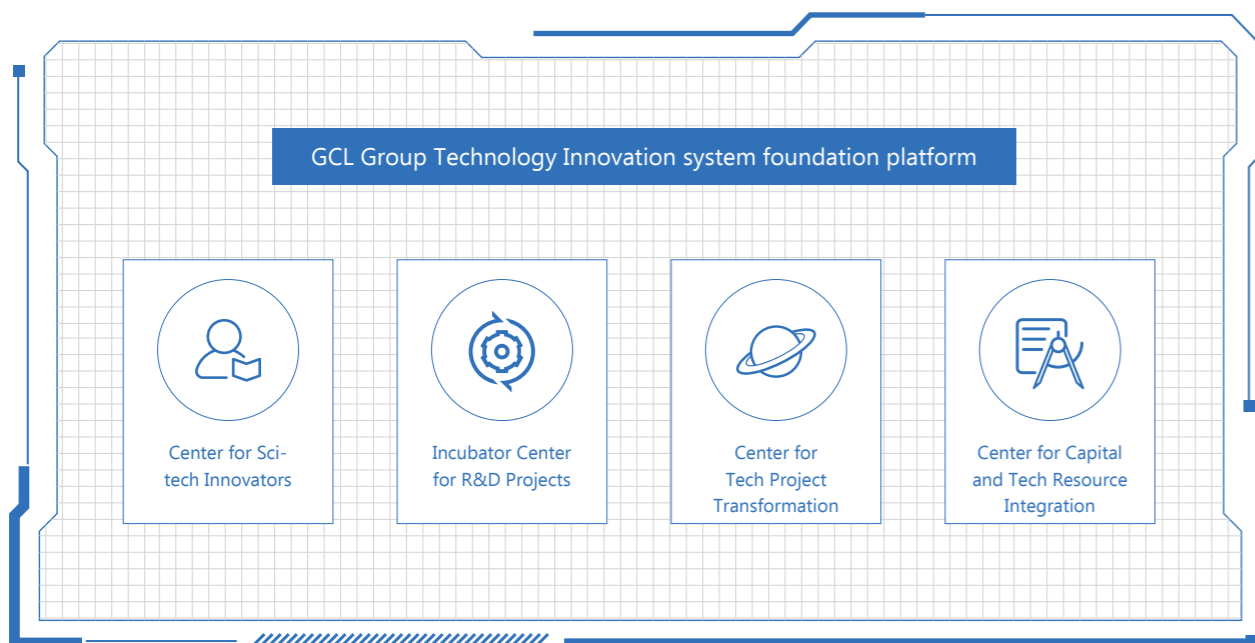 GCL Group Technology Innovation system foundation platform
Center for Sci-
tech Innovators
Incubator Center
for R&D Projects
Center for
Tech Project
Transformation
Center for Capital
and Tech Resource
Integration